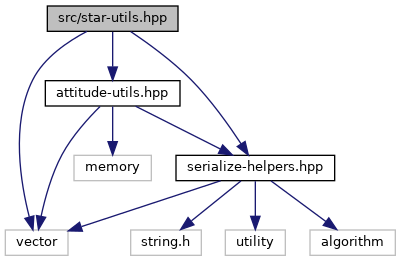 src/star-utils.hpp
attitude-utils.hpp
memory
serialize-helpers.hpp
vector
string.h
utility
algorithm